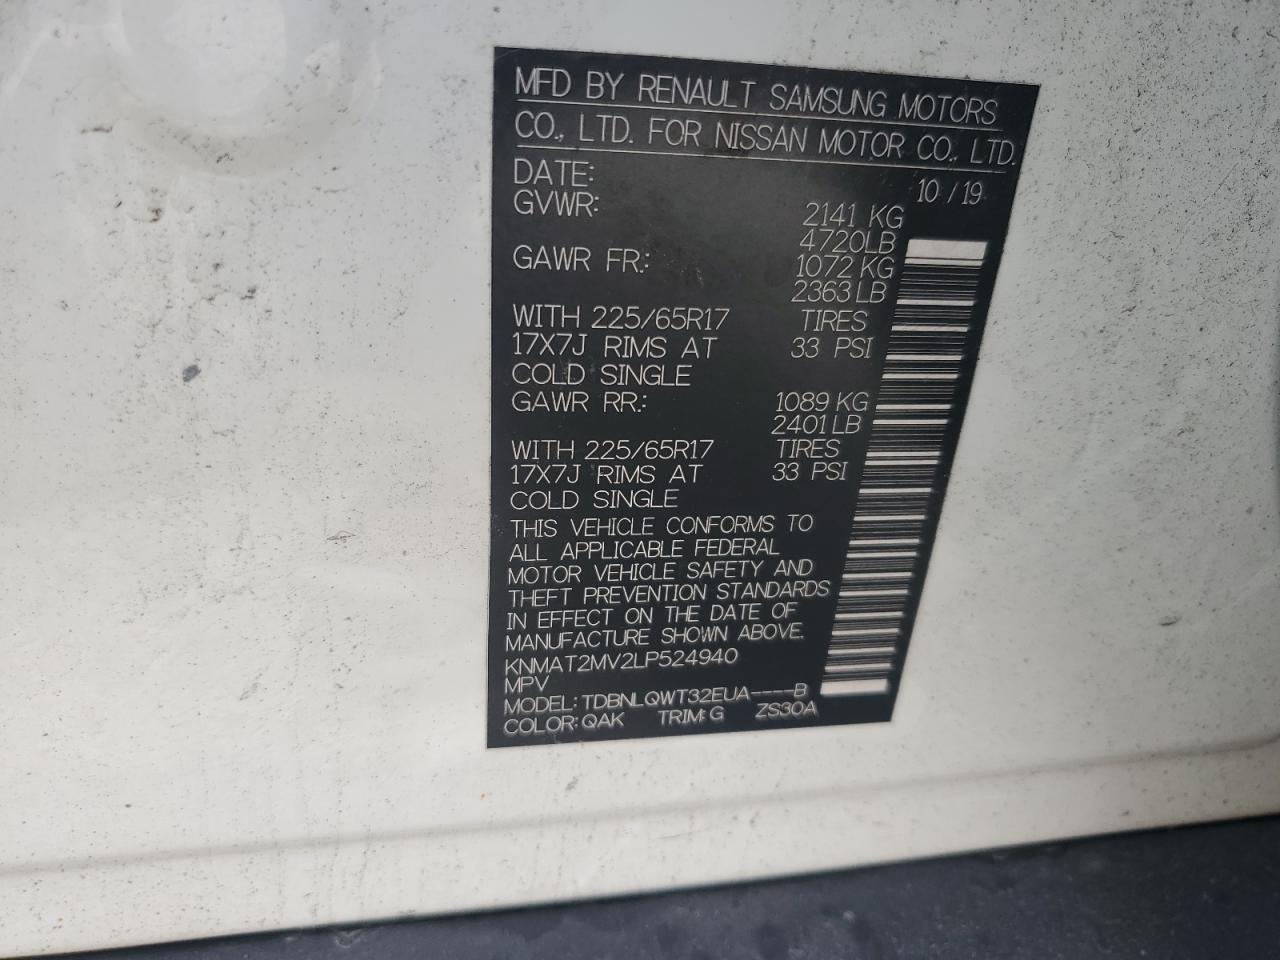 MFD BY RENAULT SAMSUNG MOTORS
CO., LTD. FOR NISSAN MOTOR CO., LTD.
DATE: 10 / 19
GVWR: 2141 KG
4720LB
GAWR FR.: 1072 KG
2363 LB
WITH 225/65R17 TIRES
17X7J RIMS AT 33 PSI
COLD SINGLE
GAWR RR.: 1089 KG
2401 LB
WITH 225/65R17 TIRES
17X7J RIMS AT 33 PSI
COLD SINGLE
THIS VEHICLE CONFORMS TO
ALL APPLICABLE FEDERAL
MOTOR VEHICLE SAFETY AND
THEFT PREVENTION STANDARDS
IN EFFECT ON THE DATE OF
MANUFACTURE SHOWN ABOVE.
KNMAT2MV2LP524940
MPV
MODEL: TDBNLQWT32EUA----B
COLOR: QAK TRIM: G ZS30A